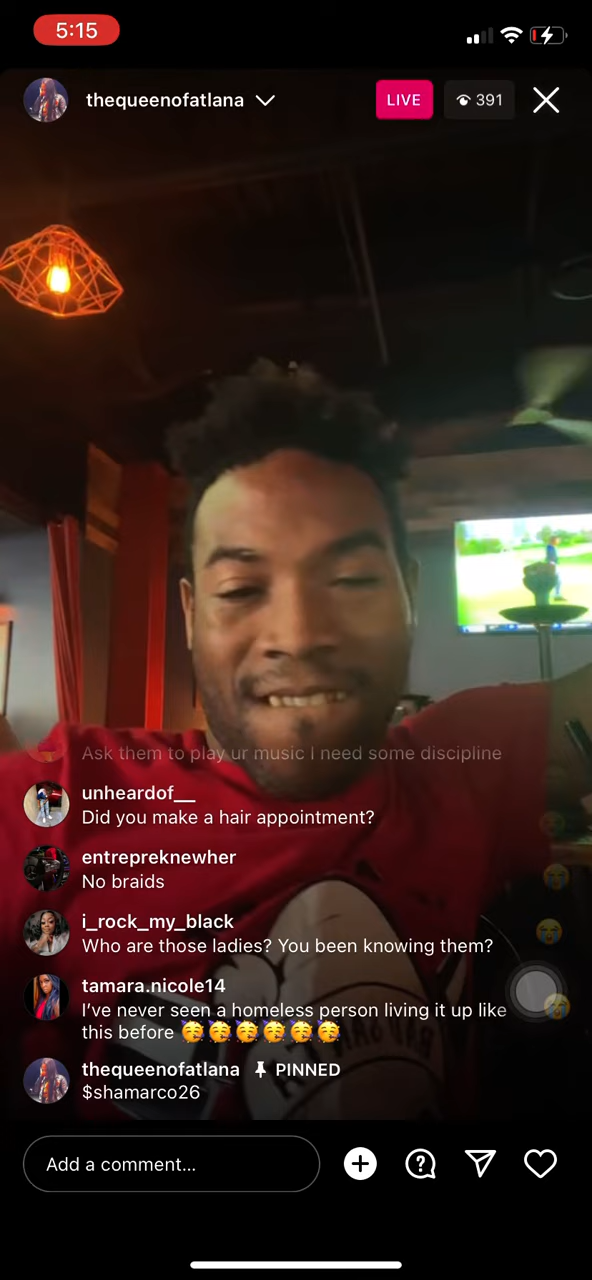 5:15
thequeenofatlana
LIVE
391
Ask them to play ur music I need some discipline
unheardof__
Did you make a hair appointment?
entrepreknewher
No braids
i_rock_my_black
Who are those ladies? You been knowing them?
tamara.nicole14
I've never seen a homeless person living it up like
this before 🥳🥳🥳🥳🥳🥳
thequeenofatlana PINNED
$shamarco26
Add a comment...